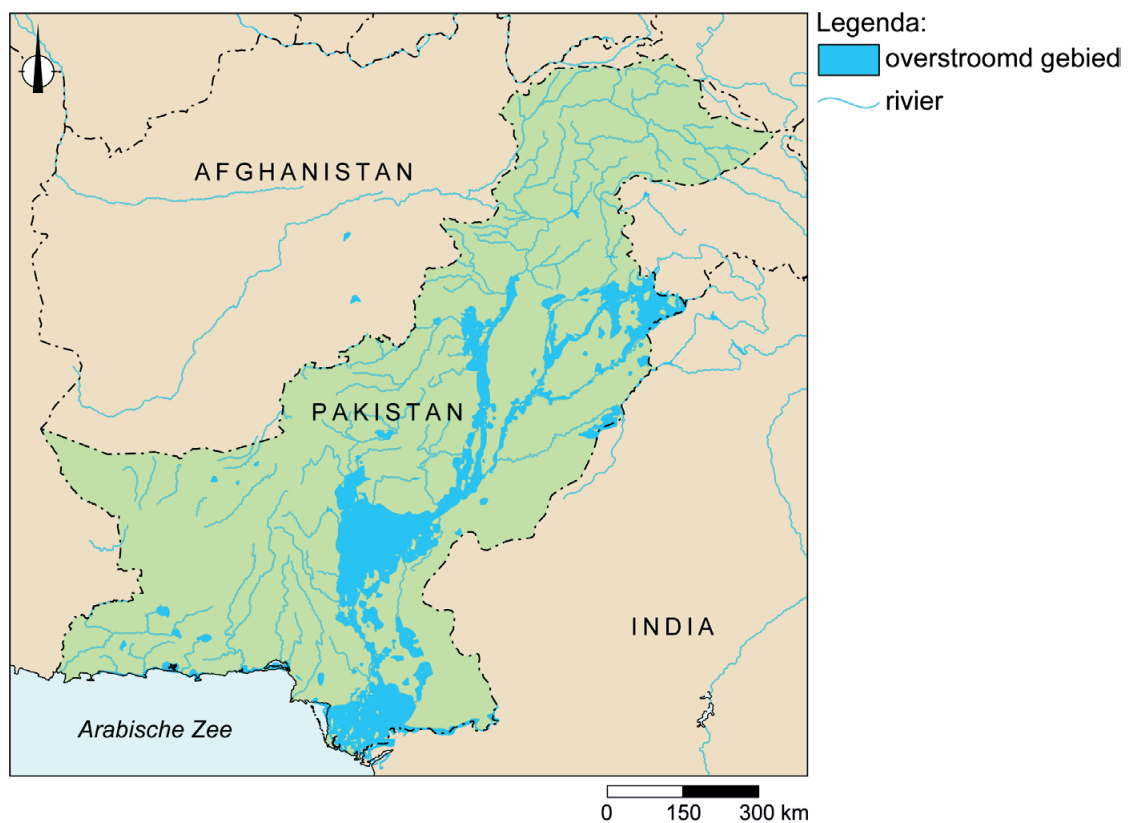 Legenda:
overstroomd gebied
rivier
AFGHANISTAN
PAKISTAN
INDIA
Arabische Zee
0 150 300 km